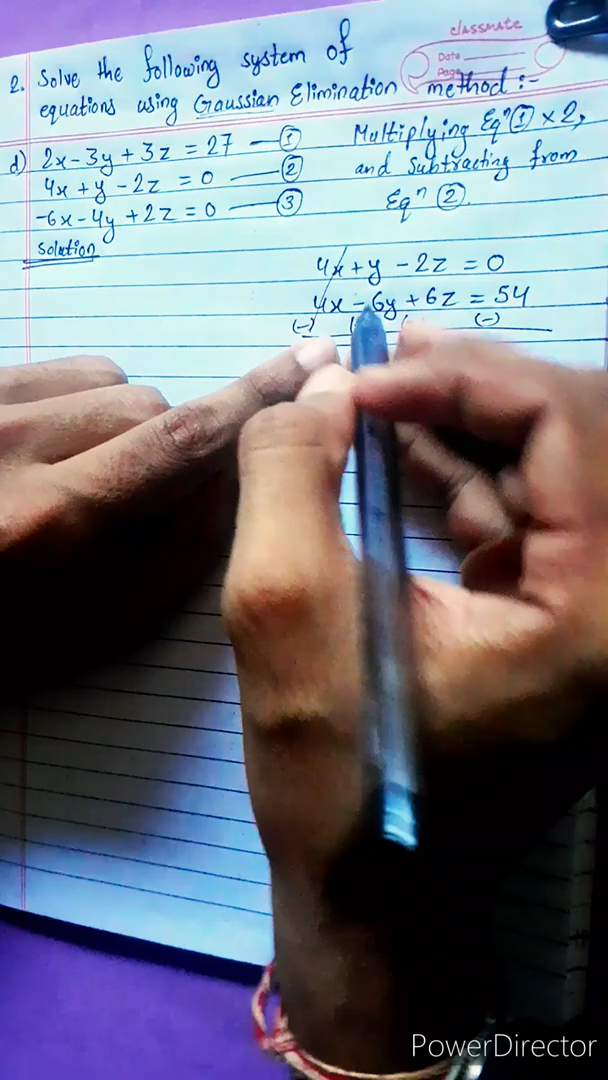 classmate
Date
Page
2. Solve the following system of
equations using Gaussian Elimination method :-
d) 2x - 3y + 3z = 27 — ①
4x + y - 2z = 0 — ②
-6x - 4y + 2z = 0 — ③
Solution
Multiplying Eqⁿ ① × 2,
and Subtracting from
Eqⁿ ②.
4x + y - 2z = 0
4x - 6y + 6z = 54
(-) (-)
PowerDirector